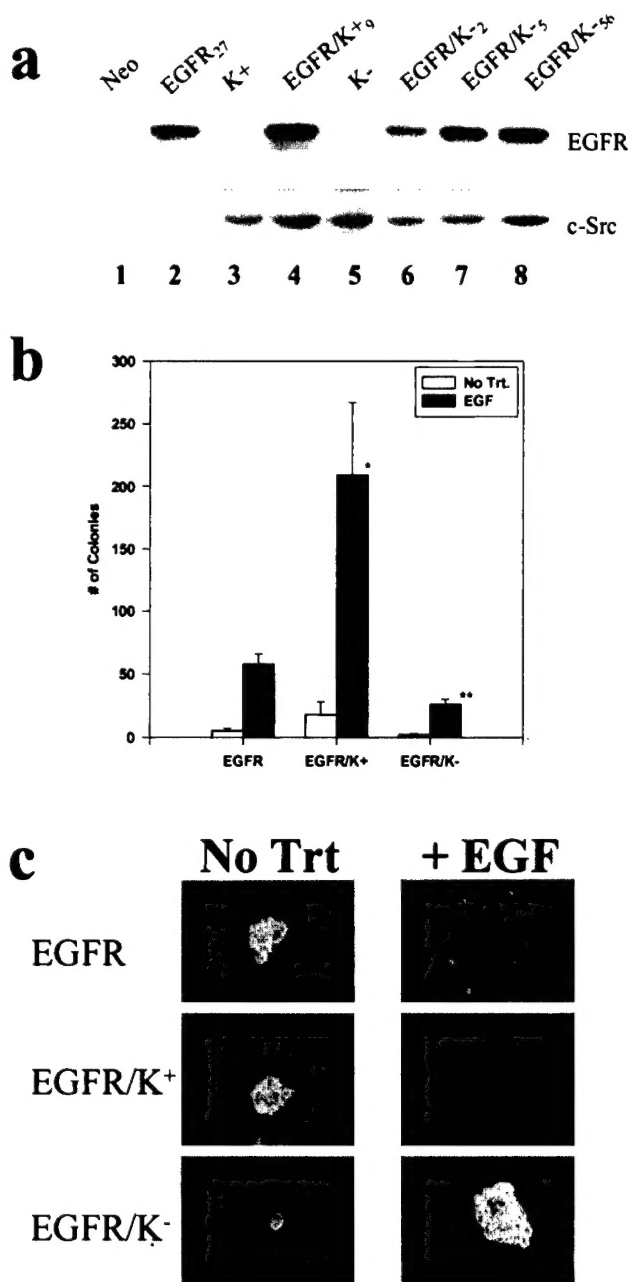 a
Neo EGFR27 K+ EGFR/K+9 K- EGFR/K-2 EGFR/K-5 EGFR/K-56
EGFR
c-Src
1 2 3 4 5 6 7 8
b
300
250
200
150
100
50
0
# of Colonies
No Trt.
EGF
*
**
EGFR EGFR/K+ EGFR/K-
c
No Trt + EGF
EGFR
EGFR/K+
EGFR/K-